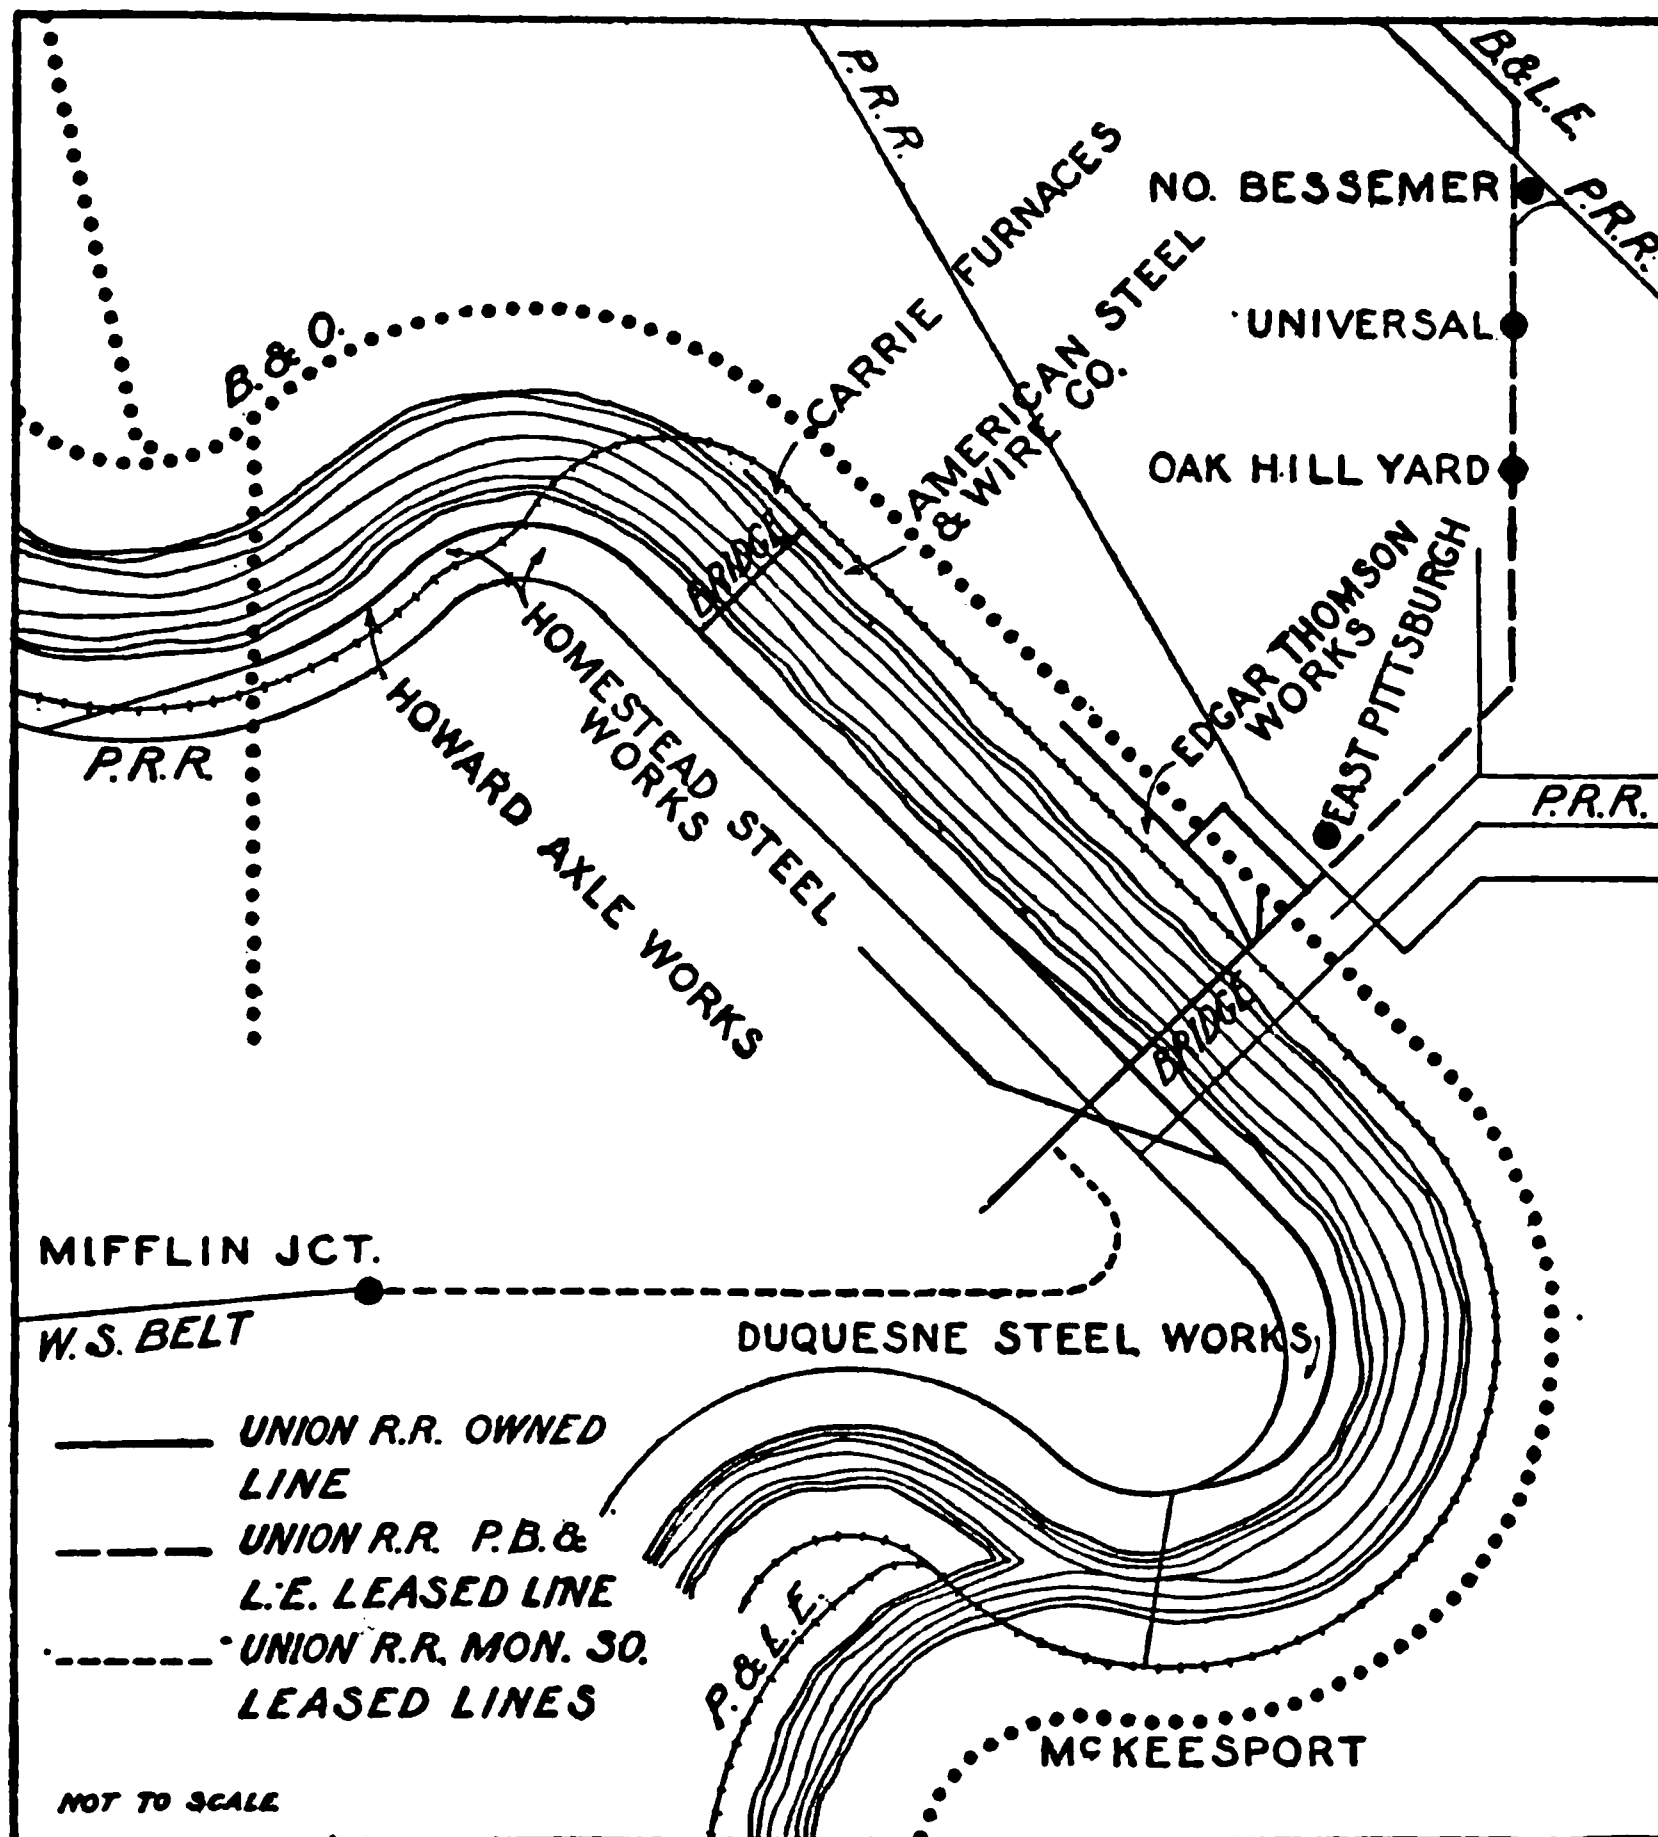 B.&L.E.
P.R.R.
NO. BESSEMER
P.R.R.
CARRIE FURNACES
AMERICAN STEEL
& WIRE CO.
UNIVERSAL
B.&O.
OAK HILL YARD
BRIDGE
EDGAR THOMSON
WORKS
EAST PITTSBURGH
HOMESTEAD STEEL
WORKS
HOWARD AXLE WORKS
P.R.R.
P.R.R.
BRIDGE
MIFFLIN JCT.
W.S. BELT
DUQUESNE STEEL WORKS
UNION R.R. OWNED
LINE
UNION R.R. P.B.&
L.E. LEASED LINE
UNION R.R. MON. SO.
LEASED LINES
P.&L.E.
McKEESPORT
NOT TO SCALE